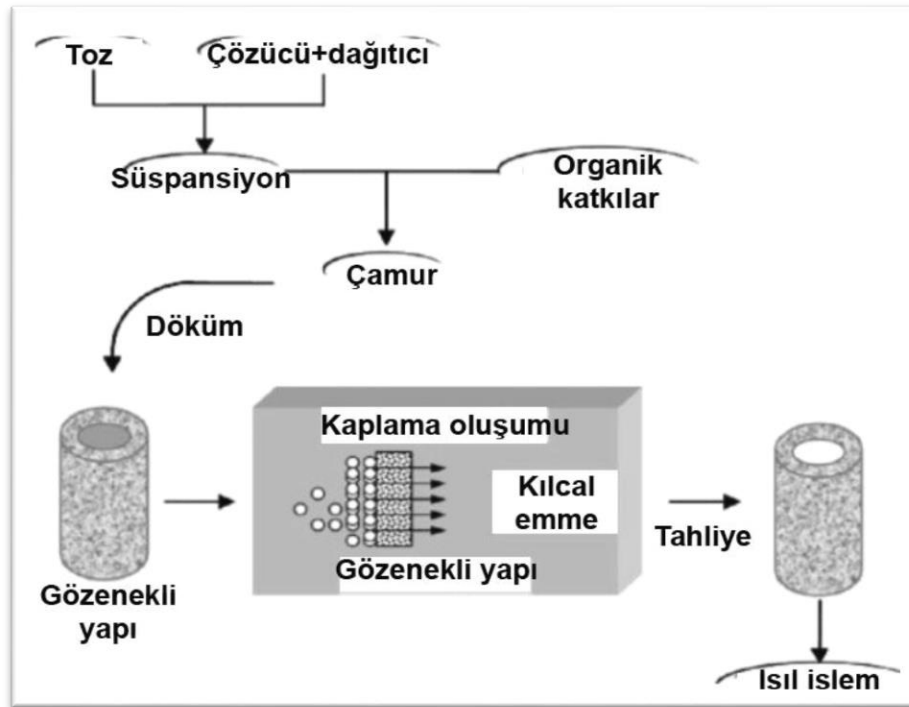 Toz
Çözücü+dağıtıcı
Süspansiyon
Organik
katkılar
Çamur
Döküm
Kaplama oluşumu
Kılcal
emme
Gözenekli yapı
Tahliye
Gözenekli
yapı
Isıl islem